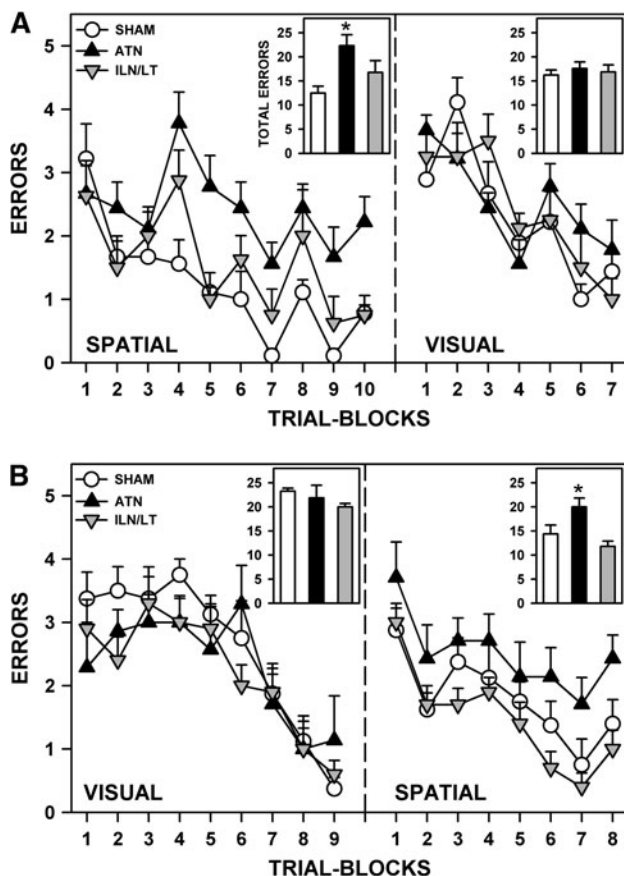 A
SHAM
ATN
ILN/LT
ERRORS
5
4
3
2
1
0
TOTAL ERRORS
25
20
15
10
5
0
*
25
20
15
10
5
0
SPATIAL
VISUAL
1 2 3 4 5 6 7 8 9 10 1 2 3 4 5 6 7
TRIAL-BLOCKS
B
SHAM
ATN
ILN/LT
ERRORS
5
4
3
2
1
0
25
20
15
10
5
0
25
20
15
10
5
0
*
VISUAL
SPATIAL
1 2 3 4 5 6 7 8 9 1 2 3 4 5 6 7 8
TRIAL-BLOCKS